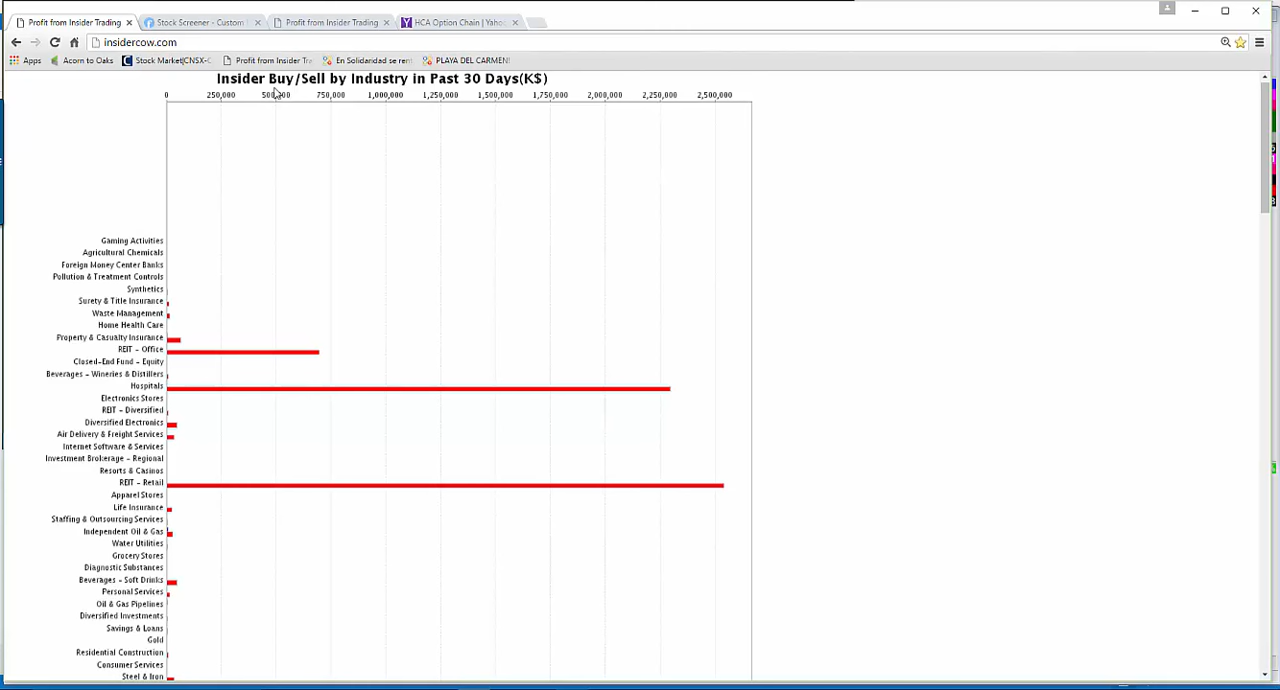 Profit from Insider Trading
Stock Screener - Custom
Profit from Insider Trading
HCA Option Chain | Yahoo
insidercow.com
Apps
Acorn to Oaks
Stock Market|CNSX-C
Profit from Insider Tra
En Solidaridad se rent
PLAYA DEL CARMEN!
Insider Buy/Sell by Industry in Past 30 Days(K$)
0 250,000 500,000 750,000 1,000,000 1,250,000 1,500,000 1,750,000 2,000,000 2,250,000 2,500,000
Gaming Activities
Agricultural Chemicals
Foreign Money Center Banks
Pollution & Treatment Controls
Synthetics
Surety & Title Insurance
Waste Management
Home Health Care
Property & Casualty Insurance
REIT - Office
Closed-End Fund - Equity
Beverages - Wineries & Distillers
Hospitals
Electronics Stores
REIT - Diversified
Diversified Electronics
Air Delivery & Freight Services
Internet Software & Services
Investment Brokerage - Regional
Resorts & Casinos
REIT - Retail
Apparel Stores
Life Insurance
Staffing & Outsourcing Services
Independent Oil & Gas
Water Utilities
Grocery Stores
Diagnostic Substances
Beverages - Soft Drinks
Personal Services
Oil & Gas Pipelines
Diversified Investments
Savings & Loans
Gold
Residential Construction
Consumer Services
Steel & Iron